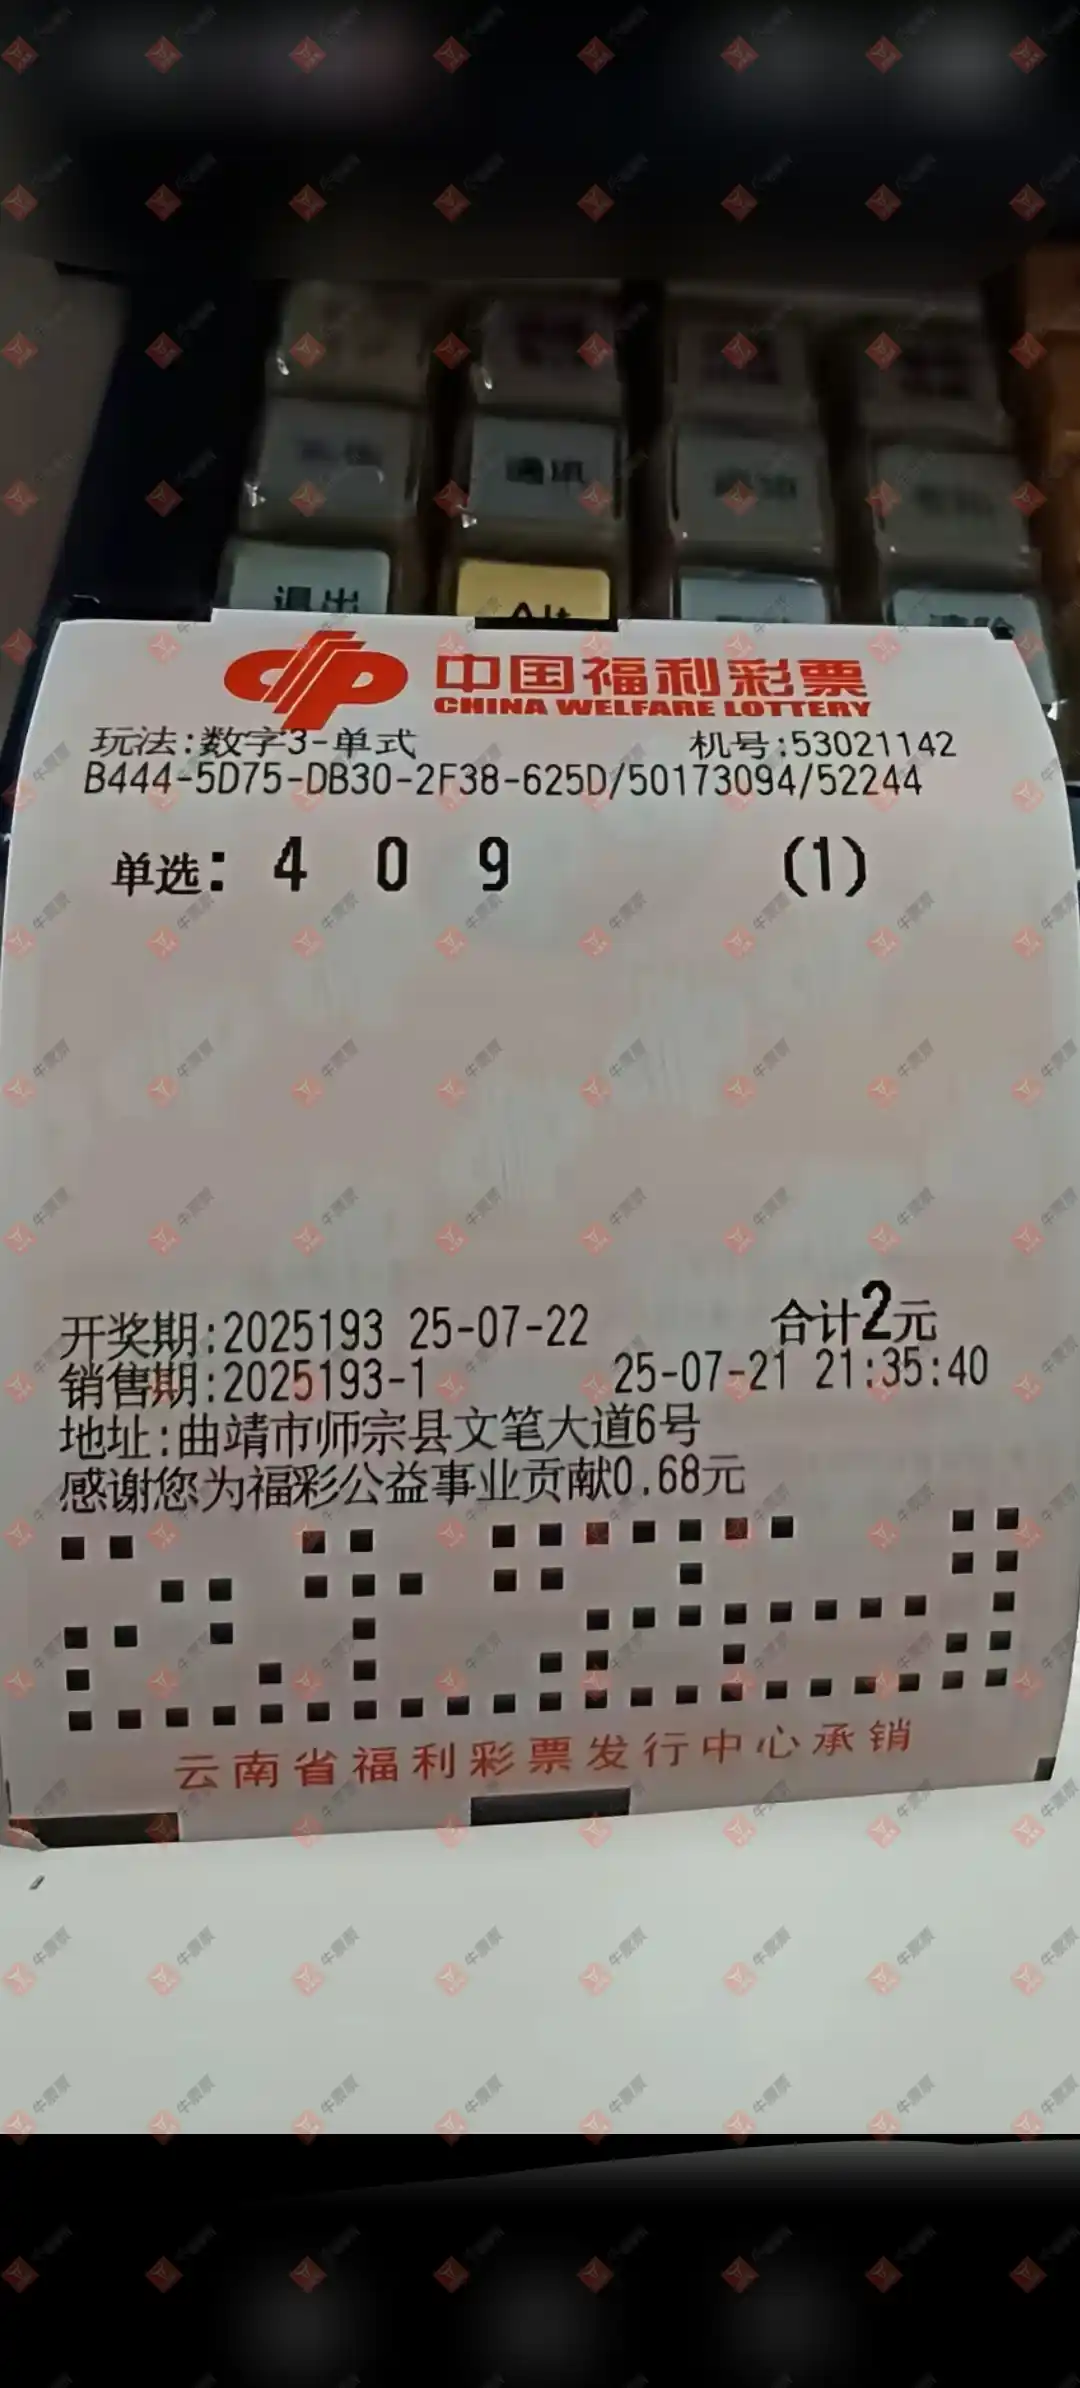 退出
Alt
中国福利彩票
CHINA WELFARE LOTTERY
玩法:数字3-单式 机号:53021142
B444-5D75-DB30-2F38-625D/50173094/52244
单选: 4 0 9 (1)
开奖期:2025193 25-07-22 合计2元
销售期:2025193-1 25-07-21 21:35:40
地址:曲靖市师宗县文笔大道6号
感谢您为福彩公益事业贡献0.68元
云南省福利彩票发行中心承销